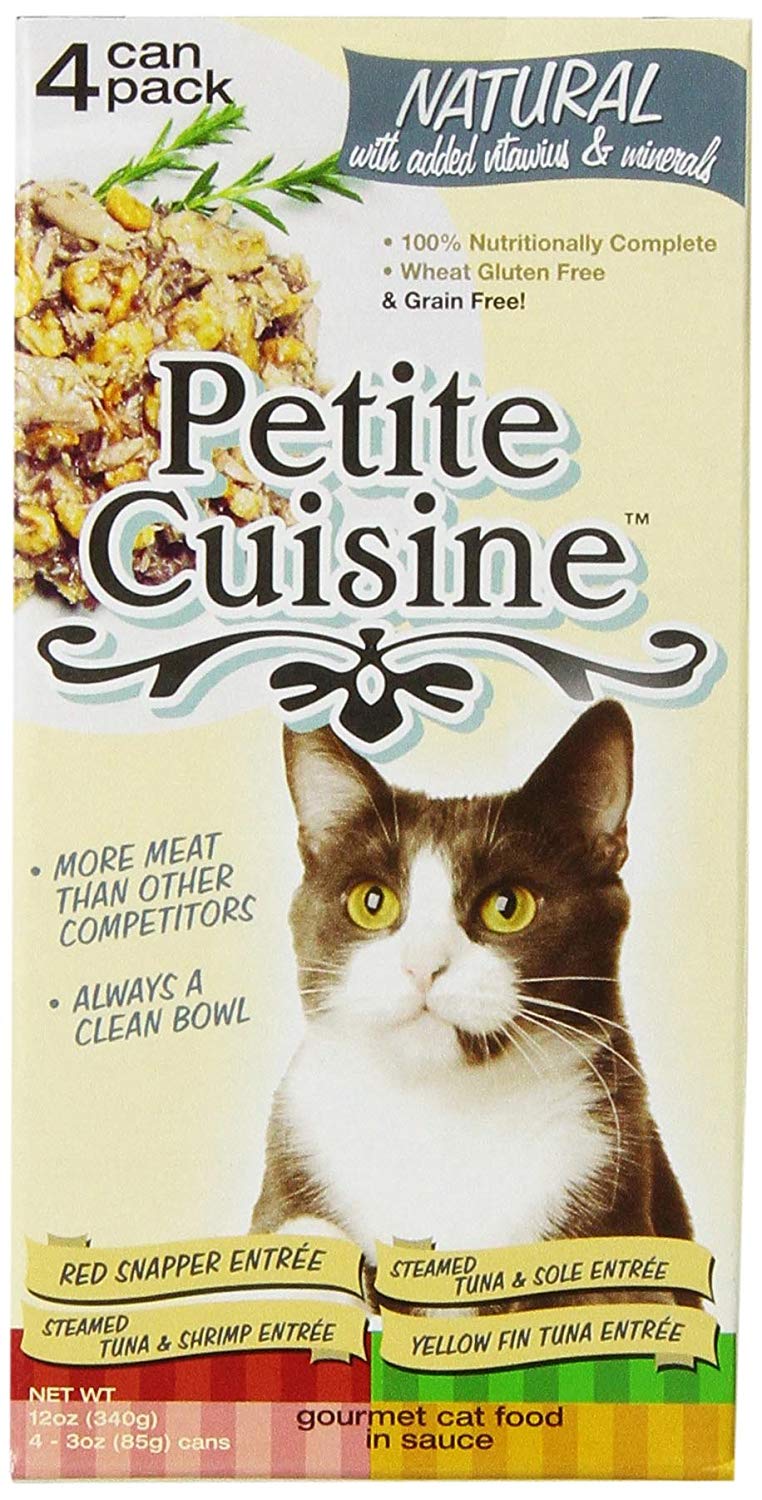 4 can
pack
NATURAL
with added vitamins & minerals
• 100% Nutritionally Complete
• Wheat Gluten Free
& Grain Free!
Petite
Cuisine™
• MORE MEAT
THAN OTHER
COMPETITORS
• ALWAYS A
CLEAN BOWL
RED SNAPPER ENTRÉE
STEAMED
TUNA & SHRIMP ENTRÉE
STEAMED
TUNA & SOLE ENTRÉE
YELLOW FIN TUNA ENTRÉE
NET WT
12oz (340g)
4 - 3oz (85g) cans
gourmet cat food
in sauce